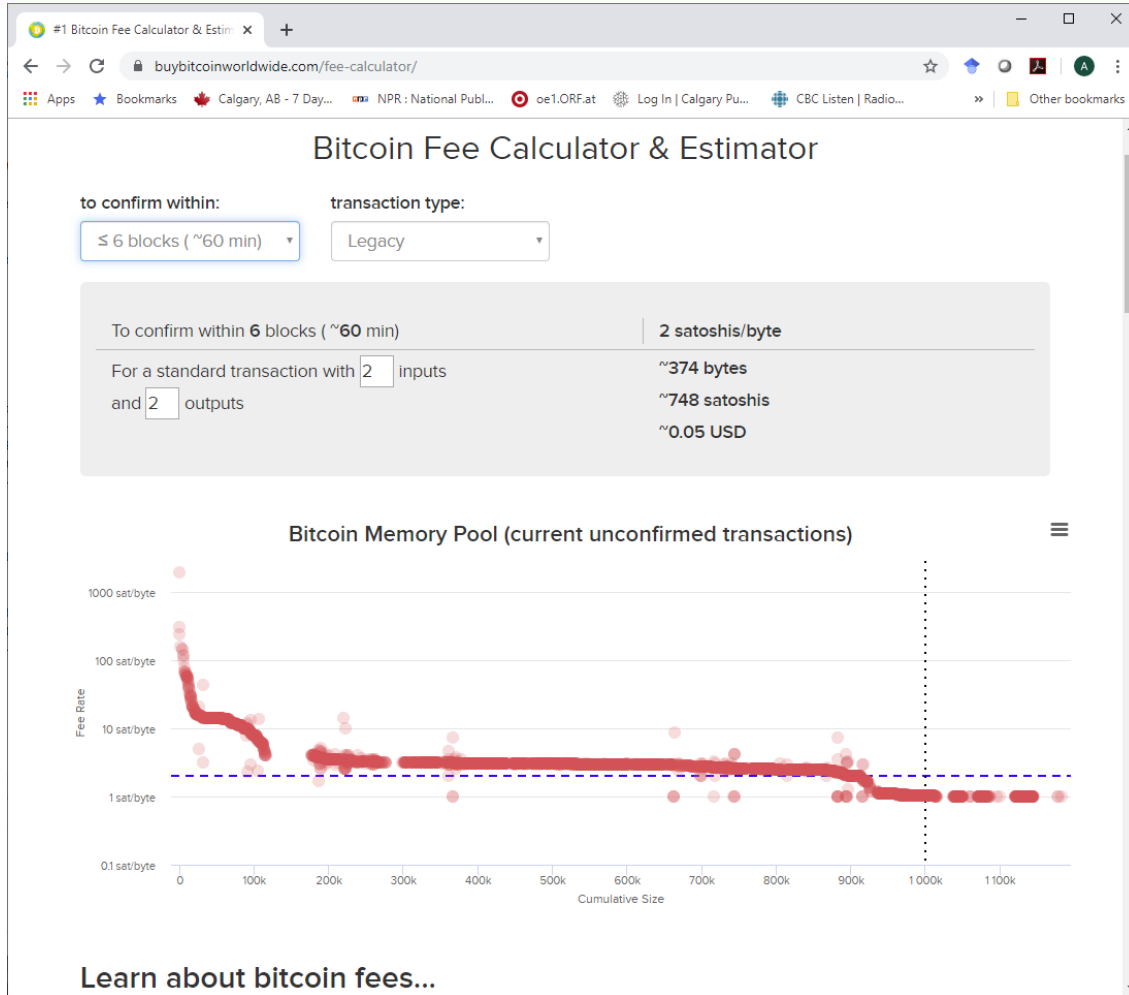 #1 Bitcoin Fee Calculator & Estim
buybitcoinworldwide.com/fee-calculator/
A
Apps Bookmarks Calgary, AB - 7 Day... npr NPR : National Publ... oe1.ORF.at Log In | Calgary Pu... CBC Listen | Radio... » Other bookmarks
Bitcoin Fee Calculator & Estimator
to confirm within: transaction type:
≤ 6 blocks ( ~60 min) Legacy
To confirm within 6 blocks ( ~60 min) 2 satoshis/byte
For a standard transaction with 2 inputs ~374 bytes
and 2 outputs ~748 satoshis
~0.05 USD
Bitcoin Memory Pool (current unconfirmed transactions)
1000 sat/byte
100 sat/byte
10 sat/byte
1 sat/byte
0.1 sat/byte
Fee Rate
0 100k 200k 300k 400k 500k 600k 700k 800k 900k 1 000k 1 100k
Cumulative Size
Learn about bitcoin fees...